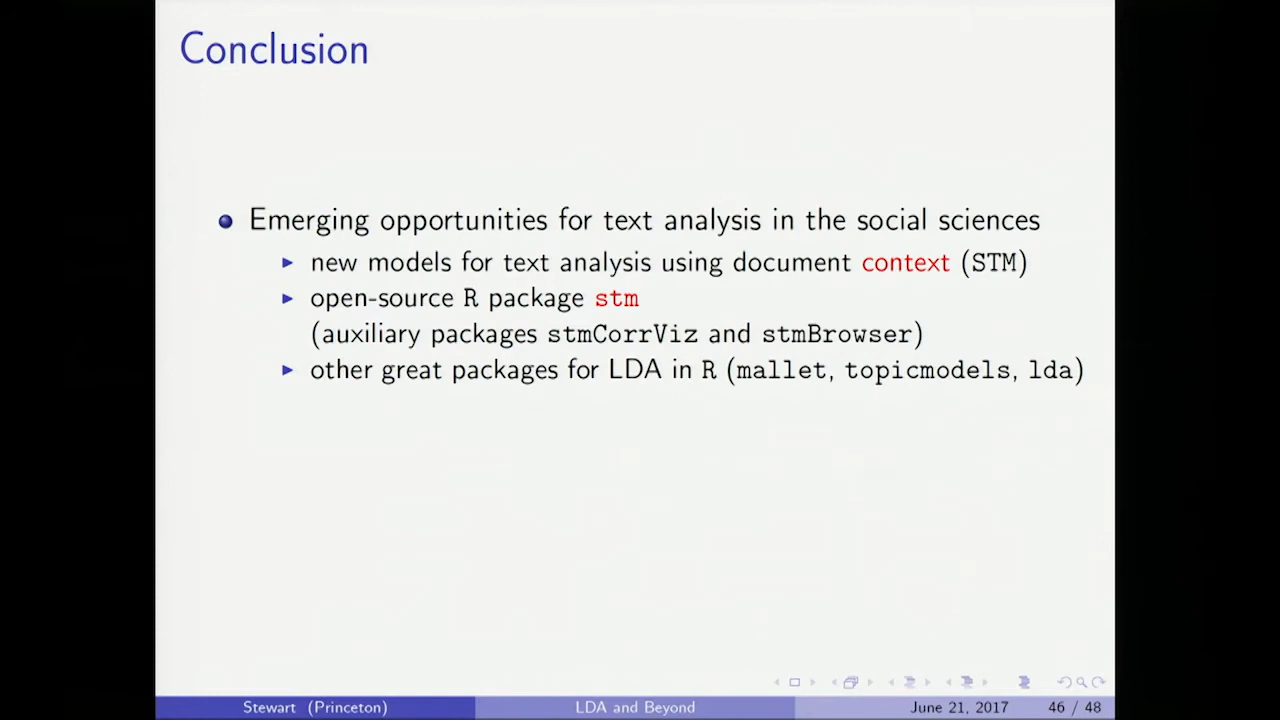 Conclusion
Emerging opportunities for text analysis in the social sciences
new models for text analysis using document context (STM)
open-source R package stm
(auxiliary packages stmCorrViz and stmBrowser)
other great packages for LDA in R (mallet, topicmodels, lda)
Stewart (Princeton) LDA and Beyond June 21, 2017 46 / 48